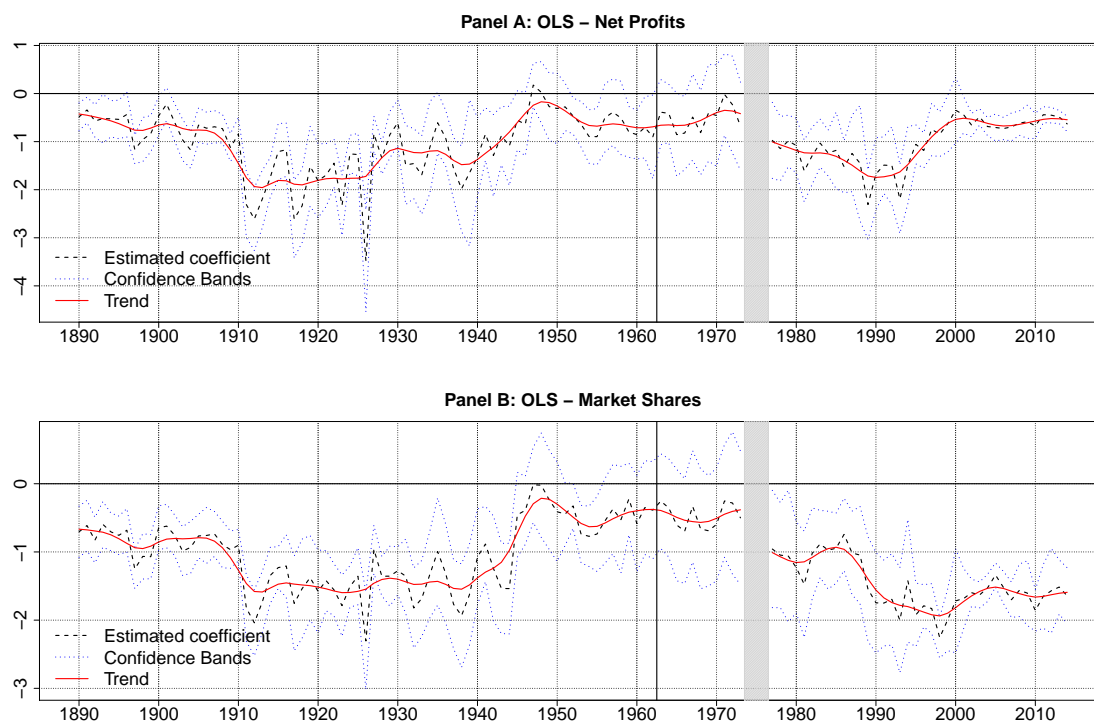 Panel A: OLS − Net Profits
1
0
−1
−2
−3
−4
Estimated coefficient
Confidence Bands
Trend
1890 1900 1910 1920 1930 1940 1950 1960 1970 1980 1990 2000 2010
Panel B: OLS − Market Shares
0
−1
−2
−3
Estimated coefficient
Confidence Bands
Trend
1890 1900 1910 1920 1930 1940 1950 1960 1970 1980 1990 2000 2010